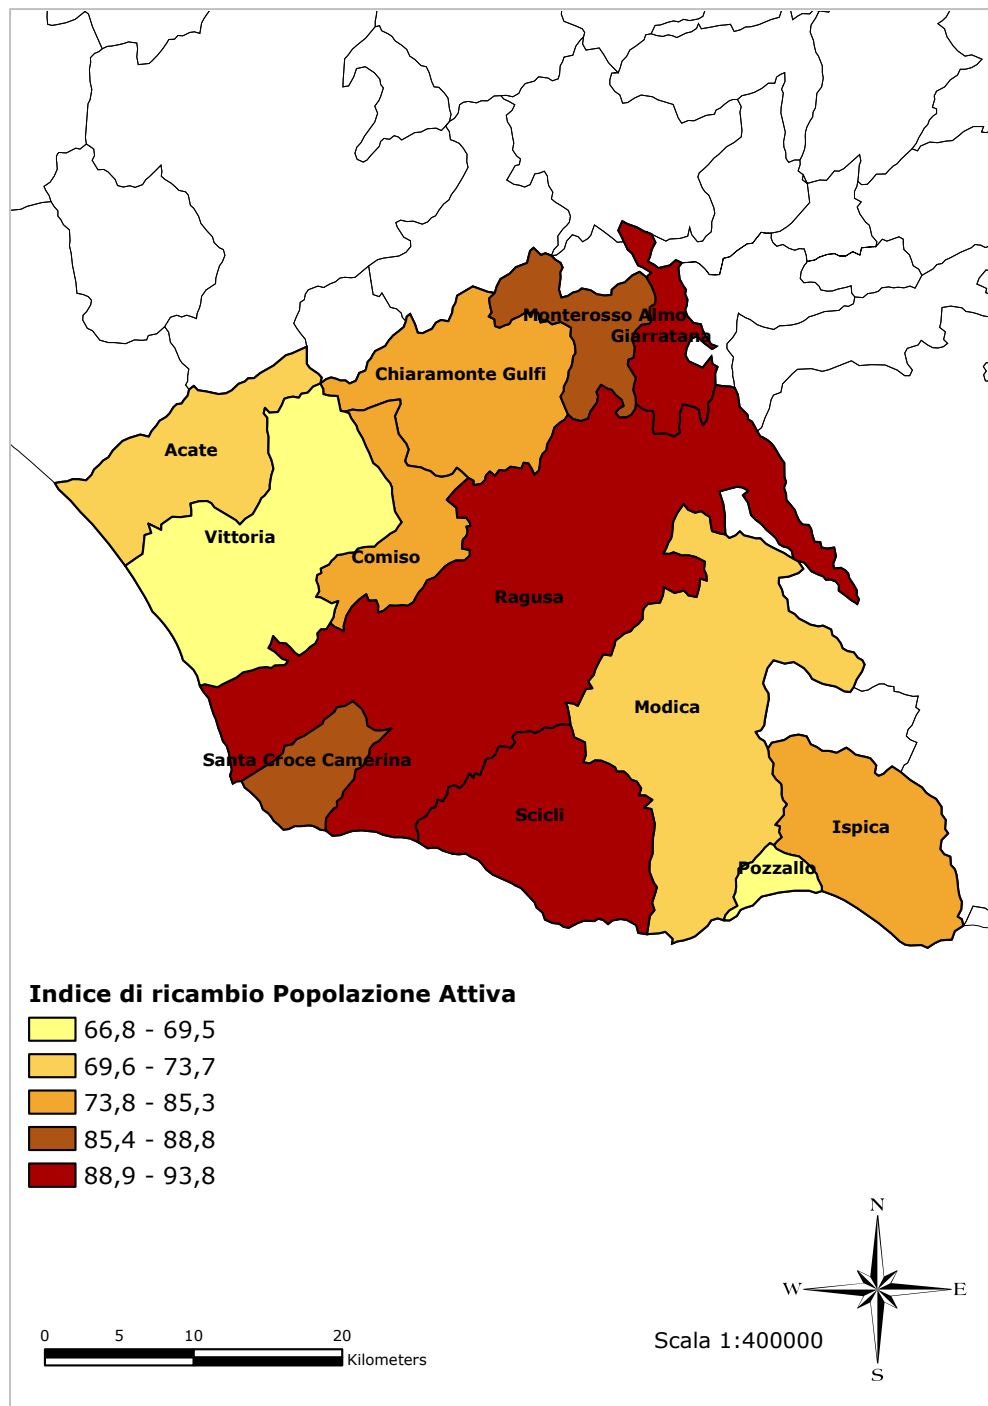 Monterosso Almo
Giarratana
Chiaramonte Gulfi
Acate
Vittoria
Comiso
Ragusa
Modica
Santa Croce Camerina
Scicli
Ispica
Pozzallo
Indice di ricambio Popolazione Attiva
66,8 - 69,5
69,6 - 73,7
73,8 - 85,3
85,4 - 88,8
88,9 - 93,8
N
W E
S
0 5 10 20
Kilometers
Scala 1:400000